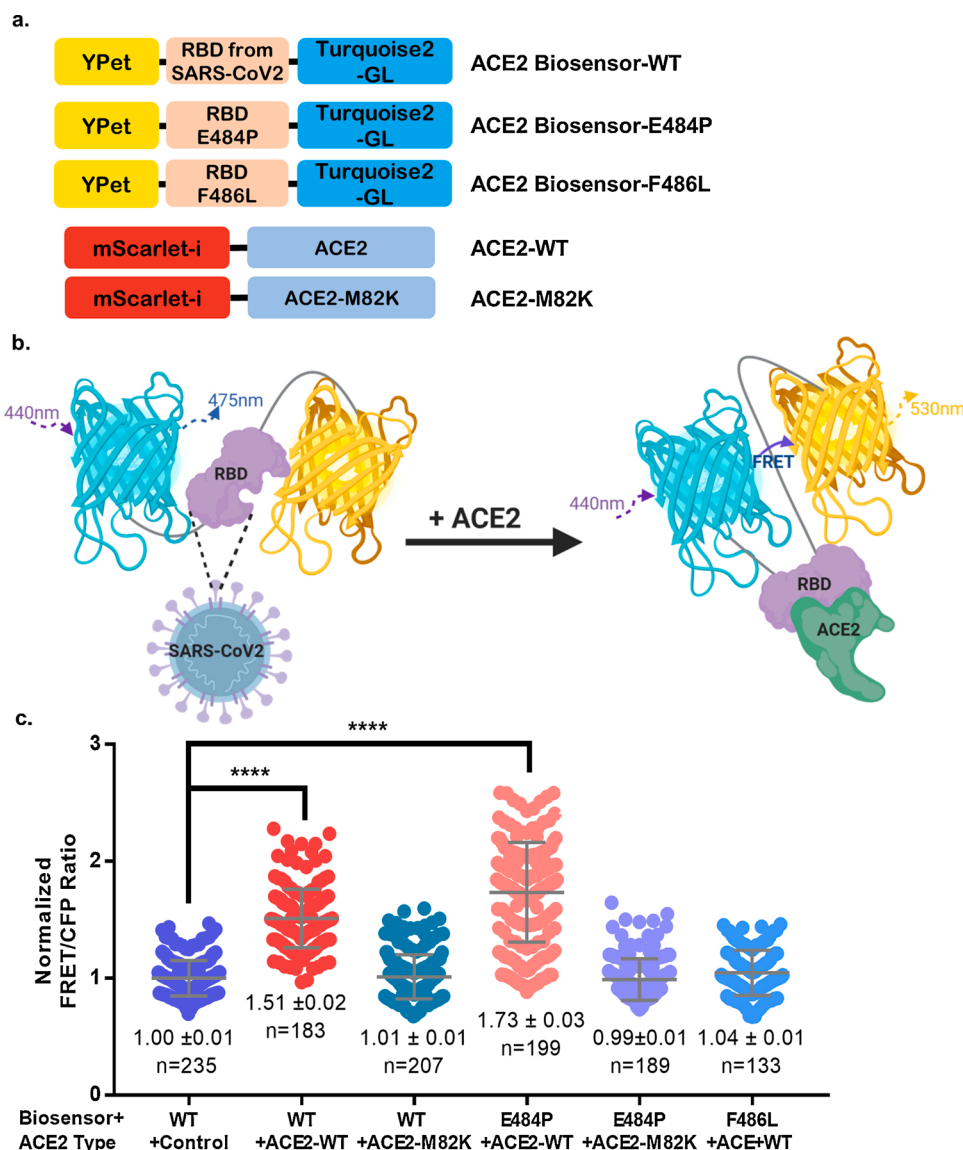 a.
YPet
RBD from
SARS-CoV2
Turquoise2
-GL
ACE2 Biosensor-WT
YPet
RBD
E484P
Turquoise2
-GL
ACE2 Biosensor-E484P
YPet
RBD
F486L
Turquoise2
-GL
ACE2 Biosensor-F486L
mScarlet-i
ACE2
ACE2-WT
mScarlet-i
ACE2-M82K
ACE2-M82K
b.
440nm
475nm
RBD
SARS-CoV2
+ ACE2
440nm
FRET
530nm
RBD
ACE2
c.
Normalized
FRET/CFP Ratio
3
2
1
0
****
****
1.00 ±0.01
n=235
1.51 ±0.02
n=183
1.01 ± 0.01
n=207
1.73 ± 0.03
n=199
0.99±0.01
n=189
1.04 ± 0.01
n=133
Biosensor+
ACE2 Type
WT
+Control
WT
+ACE2-WT
WT
+ACE2-M82K
E484P
+ACE2-WT
E484P
+ACE2-M82K
F486L
+ACE+WT